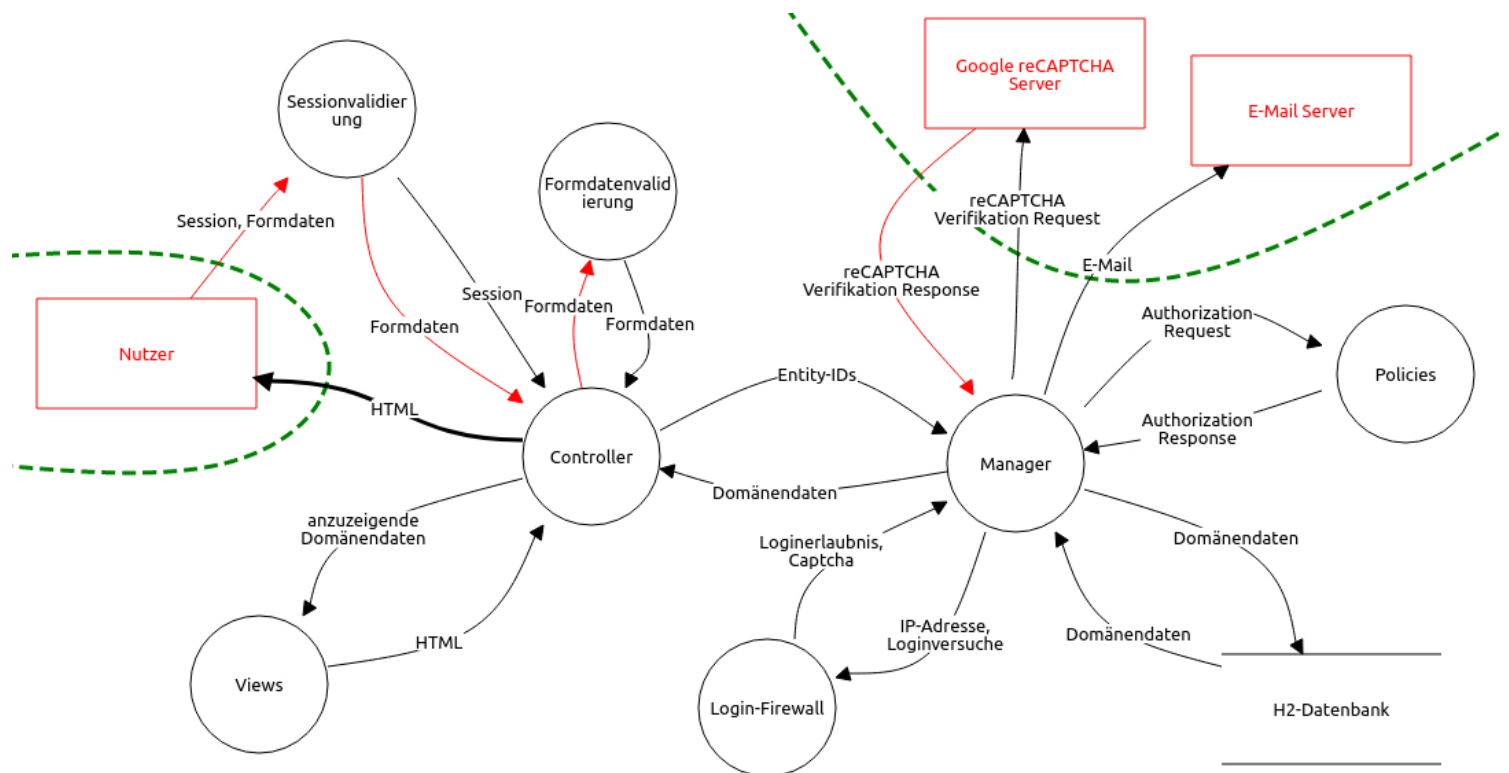 Google reCAPTCHA
Server
Sessionvalidier
ung
E-Mail Server
Formdatenvalid
ierung
reCAPTCHA
Verifikation Request
Session, Formdaten
E-Mail
reCAPTCHA
Verifikation Response
Session
Formdaten
Formdaten
Formdaten
Authorization
Request
Nutzer
Entity-IDs
Policies
HTML
Authorization
Response
Controller
Manager
Domänendaten
anzuzeigende
Domänendaten
Loginerlaubnis,
Captcha
Domänendaten
IP-Adresse,
Loginversuche
Domänendaten
HTML
Views
Login-Firewall
H2-Datenbank